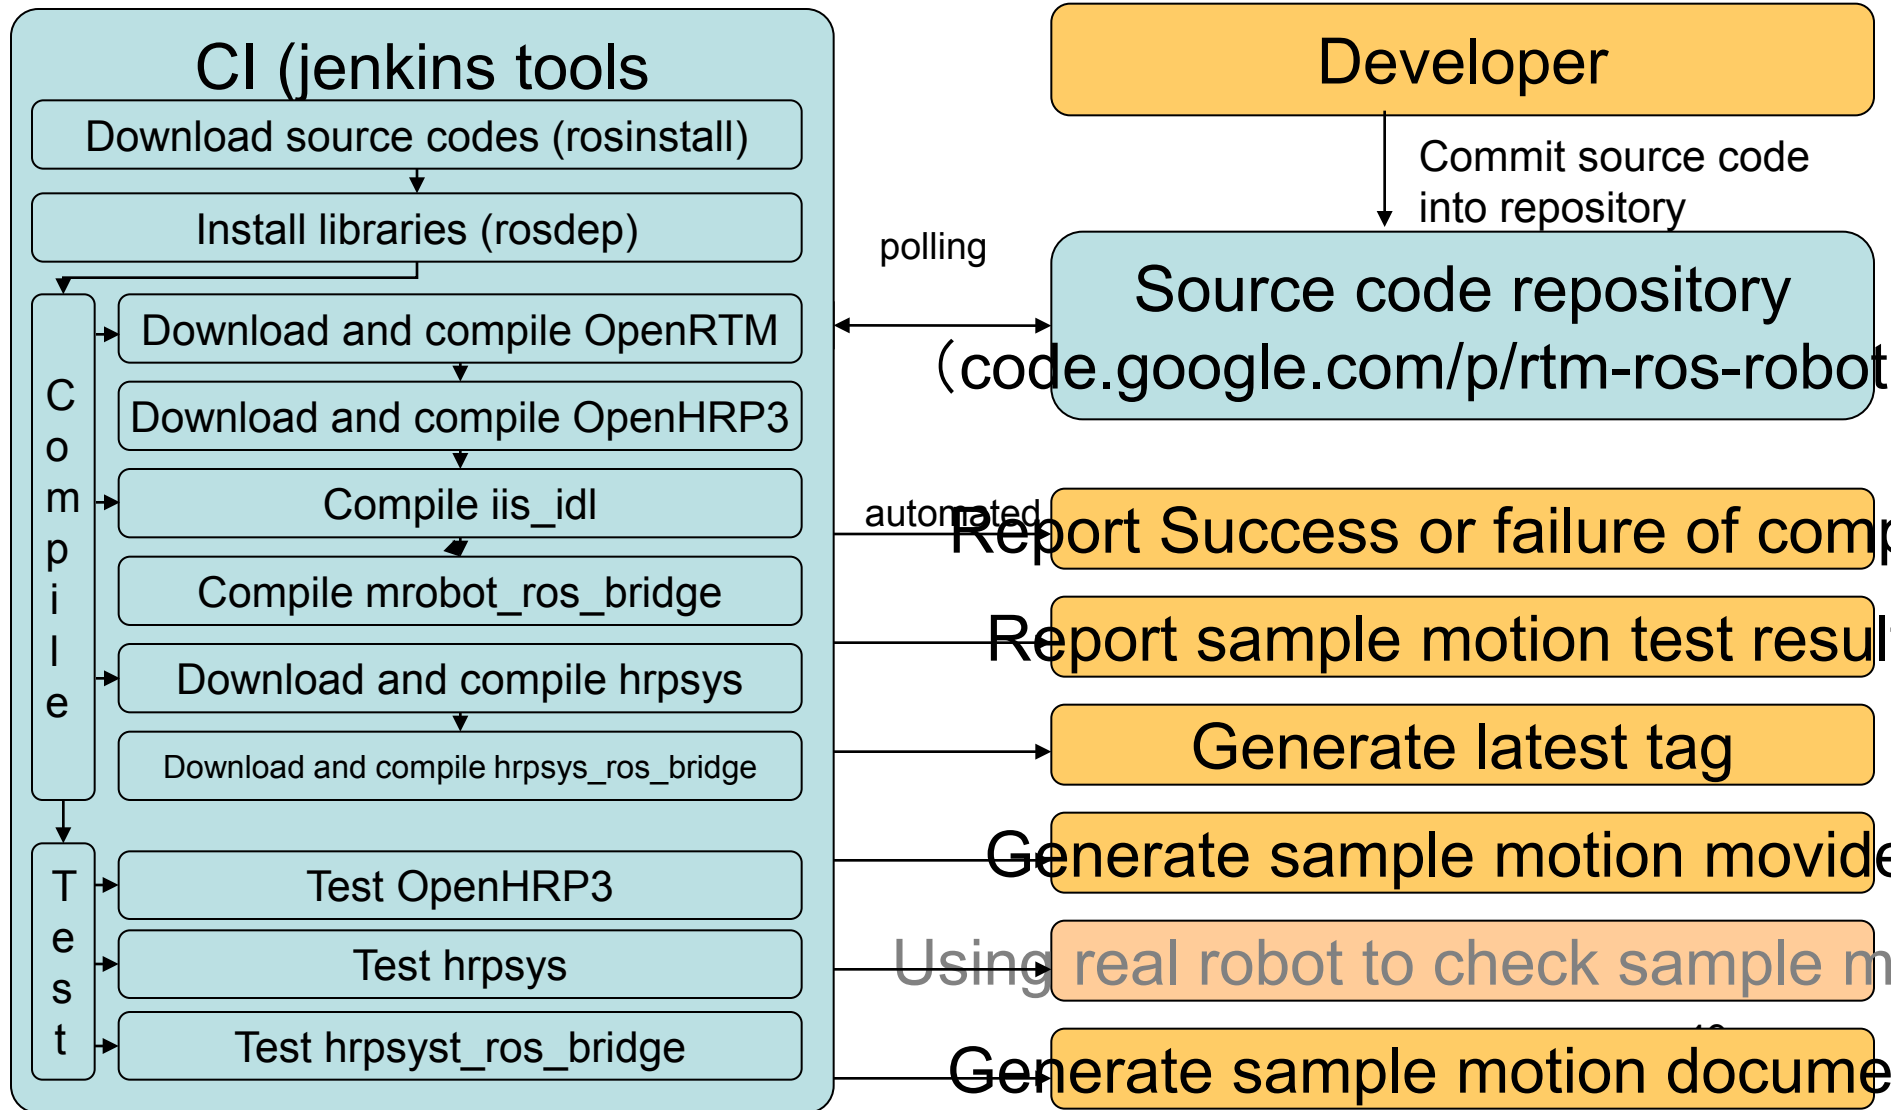 CI (jenkins tools
Download source codes (rosinstall)
Install libraries (rosdep)
Compile
Download and compile OpenRTM
Download and compile OpenHRP3
Compile iis_idl
Compile mrobot_ros_bridge
Download and compile hrpsys
Download and compile hrpsys_ros_bridge
Test
Test OpenHRP3
Test hrpsys
Test hrpsyst_ros_bridge
polling
automated
Developer
Commit source code
into repository
Source code repository
（code.google.com/p/rtm-ros-robot
Report Success or failure of comp
Report sample motion test resul
Generate latest tag
Generate sample motion movide
Using real robot to check sample m
Generate sample motion docume